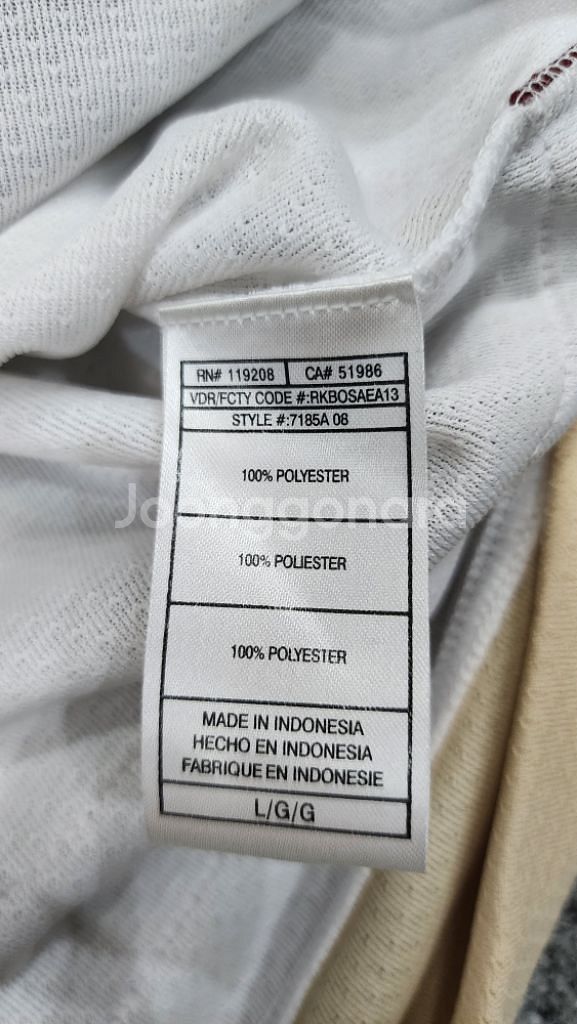 RN# 119208 CA# 51986
VDR/FCTY CODE #:RKBOSAEA13
STYLE #:7185A 08
100% POLYESTER
Joonggonara
100% POLIESTER
100% POLYESTER
MADE IN INDONESIA
HECHO EN INDONESIA
FABRIQUE EN INDONESIE
L/G/G